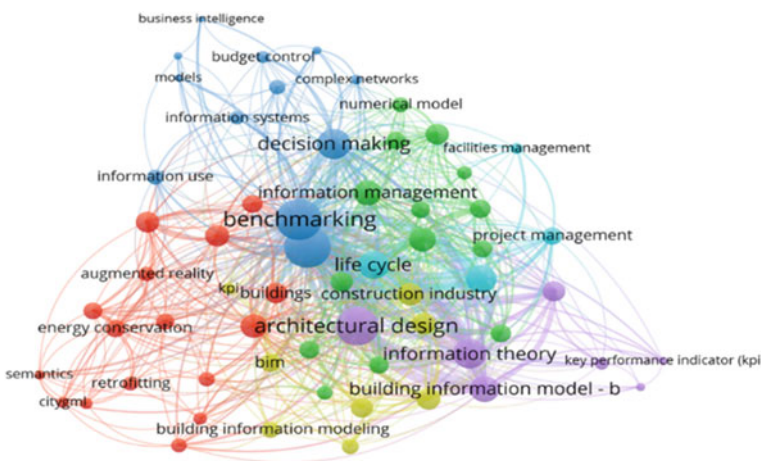 business intelligence
budget control
models
complex networks
numerical model
information systems
decision making
facilities management
information use
information management
benchmarking
project management
life cycle
augmented reality
kpi
buildings
construction industry
energy conservation
architectural design
information theory
key performance indicator (kpi
bim
semantics
retrofitting
building information model - b
citygml
building information modeling